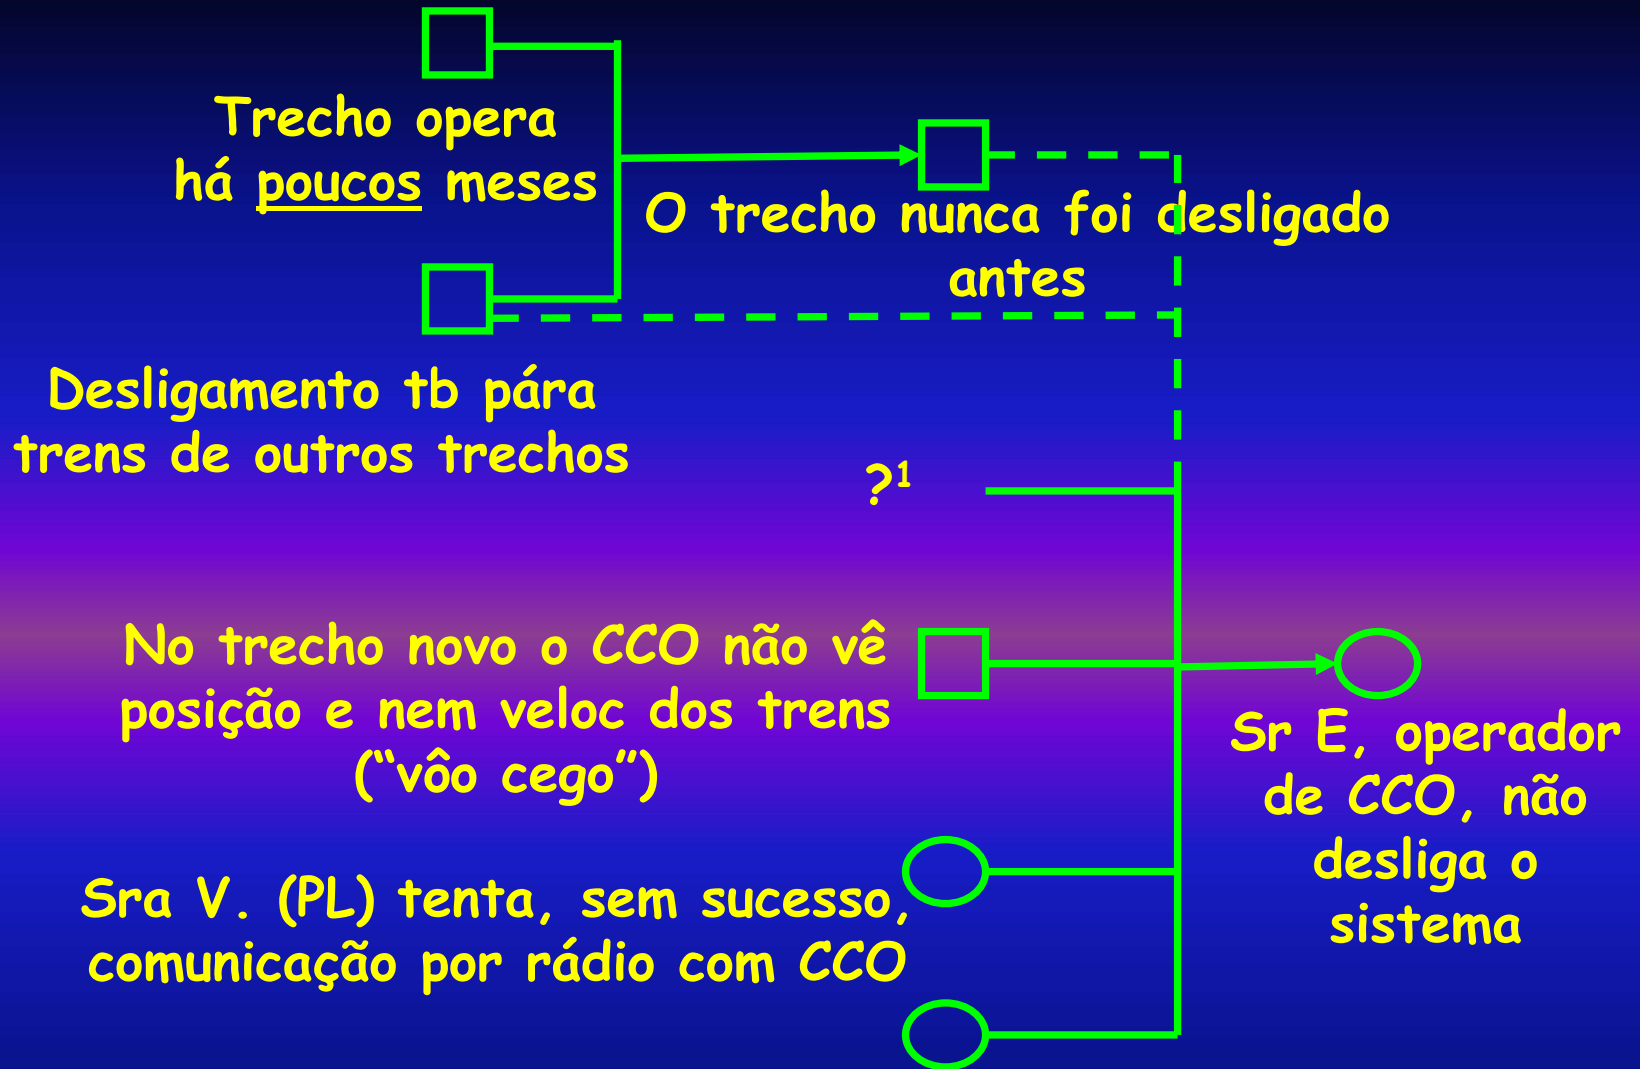 Trecho opera
há poucos meses
O trecho nunca foi desligado
antes
Desligamento tb pára
trens de outros trechos
?¹
No trecho novo o CCO não vê
posição e nem veloc dos trens
(“vôo cego”)
Sr E, operador
de CCO, não
desliga o
sistema
Sra V. (PL) tenta, sem sucesso,
comunicação por rádio com CCO